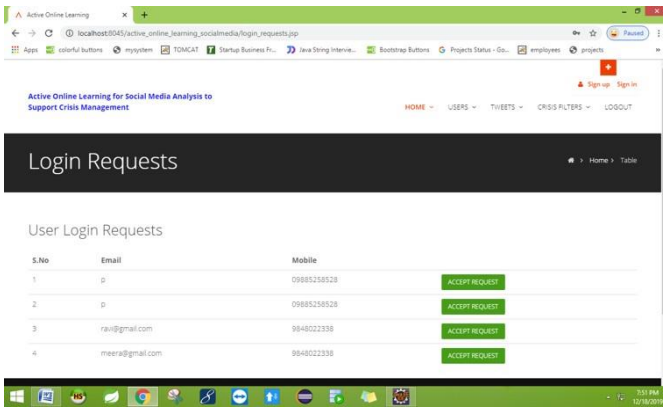 Active Online Learning
localhost:6045/active_online_learning_socialmedia/login_requests.jsp
Paused
Apps colorful buttons mysystem TOMCAT Startup Business Fr... Java String Intervie... Bootstrap Buttons Projects Status - Go... employees projects
Sign up Sign in
Active Online Learning for Social Media Analysis to
Support Crisis Management
HOME USERS TWEETS CRISIS FILTERS LOGOUT
Login Requests
Home > Table
User Login Requests
S.No Email Mobile
1 p 09885258528 ACCEPT REQUEST
2 p 09885258528 ACCEPT REQUEST
3 ravi@gmail.com 9848022338 ACCEPT REQUEST
4 meera@gmail.com 9848022338 ACCEPT REQUEST
7:51 PM
12/18/2019